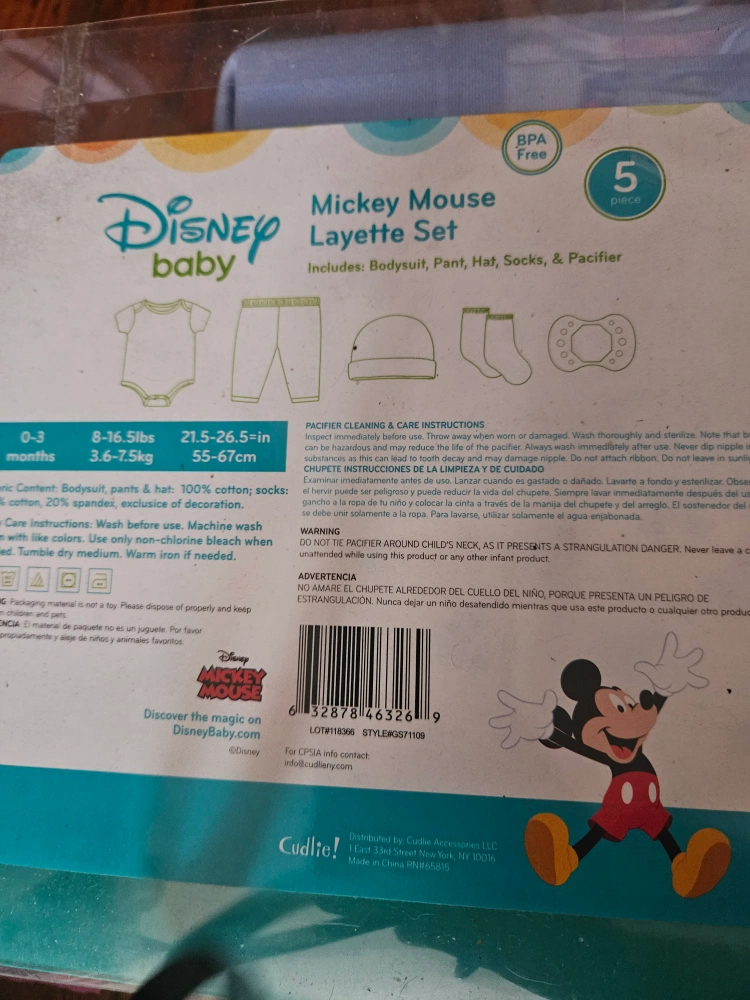 BPA
Free
5
piece
Disney
baby
Mickey Mouse
Layette Set
Includes: Bodysuit, Pant, Hat, Socks, & Pacifier
0-3 8-16.5lbs 21.5-26.5=in
months 3.6-7.5kg 55-67cm
ric Content: Bodysuit, pants & hat: 100% cotton; socks:
% cotton, 20% spandex, exclusice of decoration.
Care Instructions: Wash before use. Machine wash
with like colors. Use only non-chlorine bleach when
ed. Tumble dry medium. Warm iron if needed.
G: Packaging material is not a toy. Please dispose of properly and keep
children and pets.
ENCIA: El material de paquete no es un juguete. Por favor
propiadamente y aleje de niños y animales favoritos.
PACIFIER CLEANING & CARE INSTRUCTIONS
Inspect immediately before use. Throw away when worn or damaged. Wash thoroughly and sterilize. Note that b
can be hazardous and may reduce the life of the pacifier. Always wash immediately after use. Never dip nipple i
substances as this can lead to tooth decay and may damage nipple. Do not attach ribbon. Do not leave in sunli
CHUPETE INSTRUCCIONES DE LA LIMPIEZA Y DE CUIDADO
Examinar imediatamente antes de uso. Lanzar cuando es gastado o dañado. Lavarte a fondo y esterilizar. Obse
el hervir puede ser peligroso y puede reducir la vida del chupete. Siempre lavar inmediatamente después del us
gancho a la ropa de tu niño y colocar la cinta a través de la manija del chupete y del arreglo. El sostenedor del
se debe unir solamente a la ropa. Para lavarse, utilizar solamente el agua enjabonada.
WARNING
DO NOT TIE PACIFIER AROUND CHILD'S NECK, AS IT PRESENTS A STRANGULATION DANGER. Never leave a c
unattended while using this product or any other infant product.
ADVERTENCIA
NO AMARE EL CHUPETE ALREDEDOR DEL CUELLO DEL NIÑO, PORQUE PRESENTA UN PELIGRO DE
ESTRANGULACIÓN. Nunca dejar un niño desatendido mientras que usa este producto o cualquier otro produc
Disney
MICKEY
MOUSE
Discover the magic on
DisneyBaby.com
©Disney
6 32878 46326 9
LOT#118366 STYLE#GS71109
For CPSIA info contact:
info@cudlieny.com
Cudlie!
Distributed by: Cudlie Accessories LLC
1 East 33rd Street New York, NY 10016
Made in China RN#65815